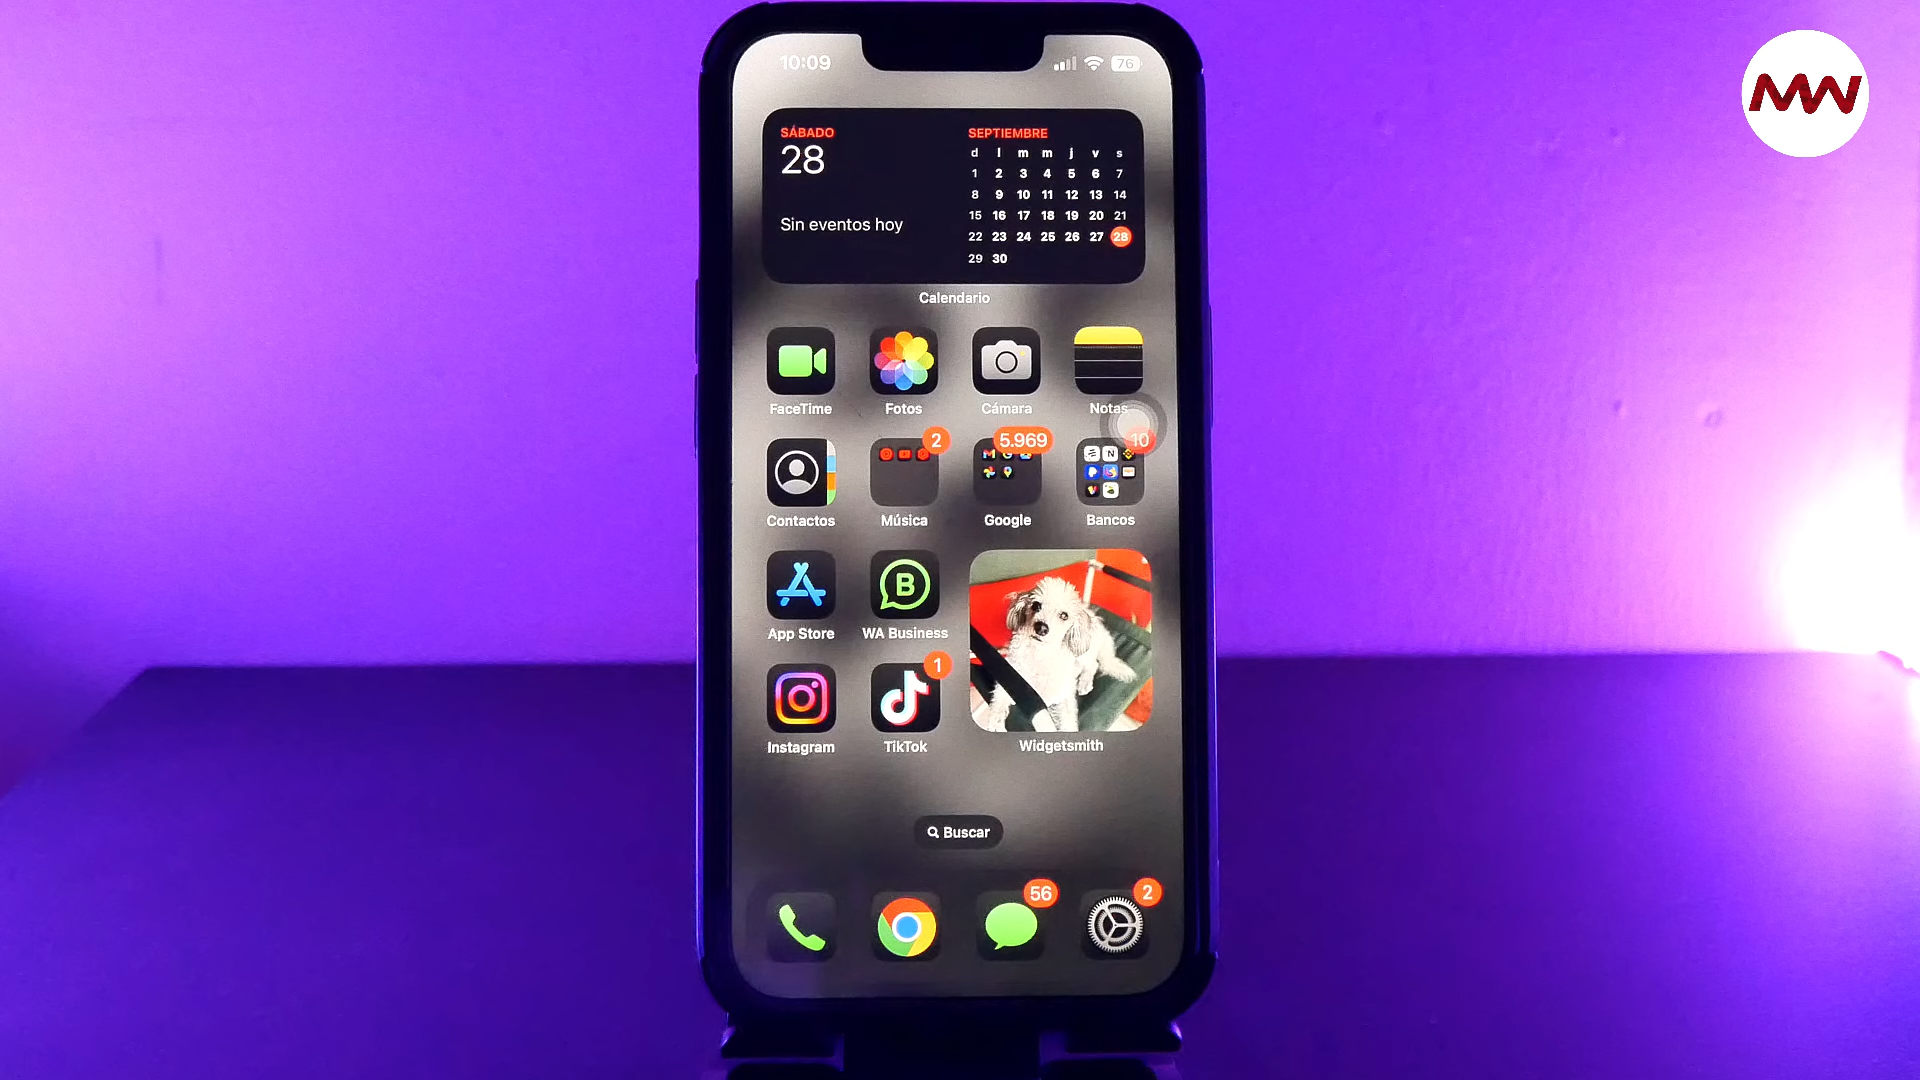 10:09
76
MW
SÁBADO
28
Sin eventos hoy
SEPTIEMBRE
d l m m j v s
1 2 3 4 5 6 7
8 9 10 11 12 13 14
15 16 17 18 19 20 21
22 23 24 25 26 27 28
29 30
Calendario
FaceTime Fotos Cámara Notas
2 5.969 10
Contactos Música Google Bancos
B
App Store WA Business
1
Instagram TikTok Widgetsmith
Buscar
56 2